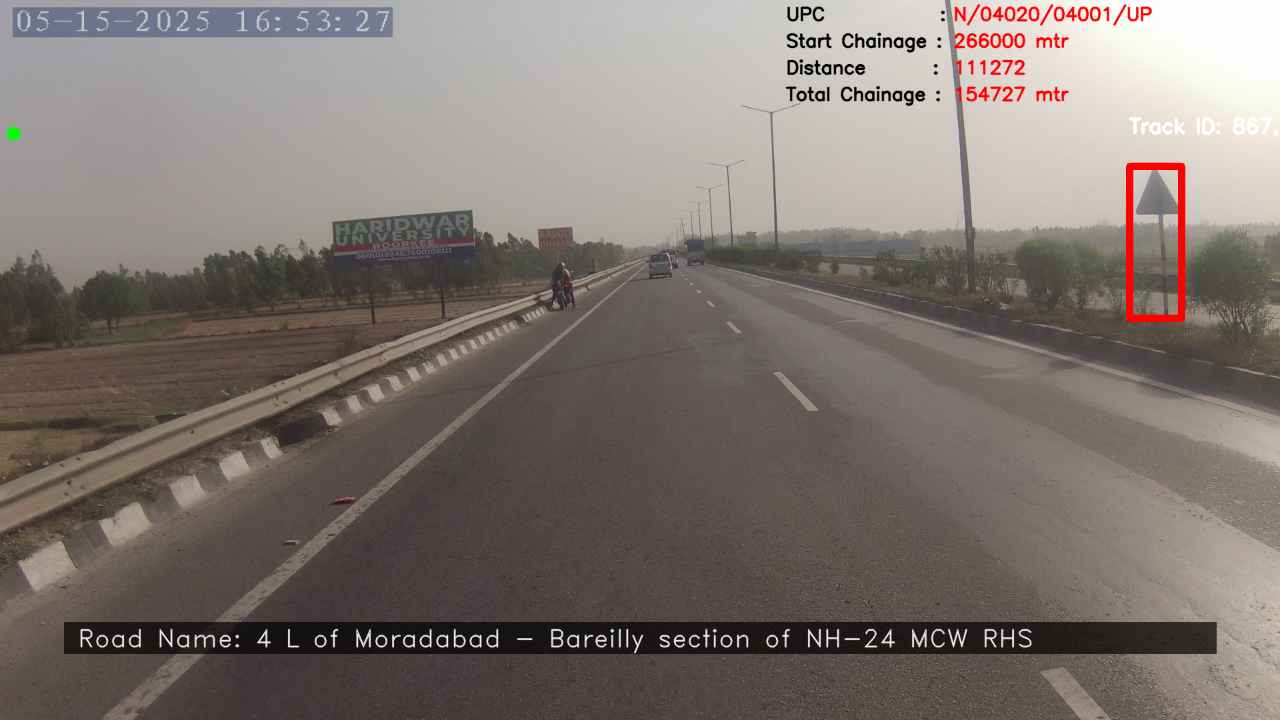 05-15-2025 16:53:27
UPC : N/04020/04001/UP
Start Chainage : 266000 mtr
Distance : 111272
Total Chainage : 154727 mtr
Track ID: 867,
HARIDWAR
UNIVERSITY
ROORKEE
Road Name: 4 L of Moradabad - Bareilly section of NH-24 MCW RHS